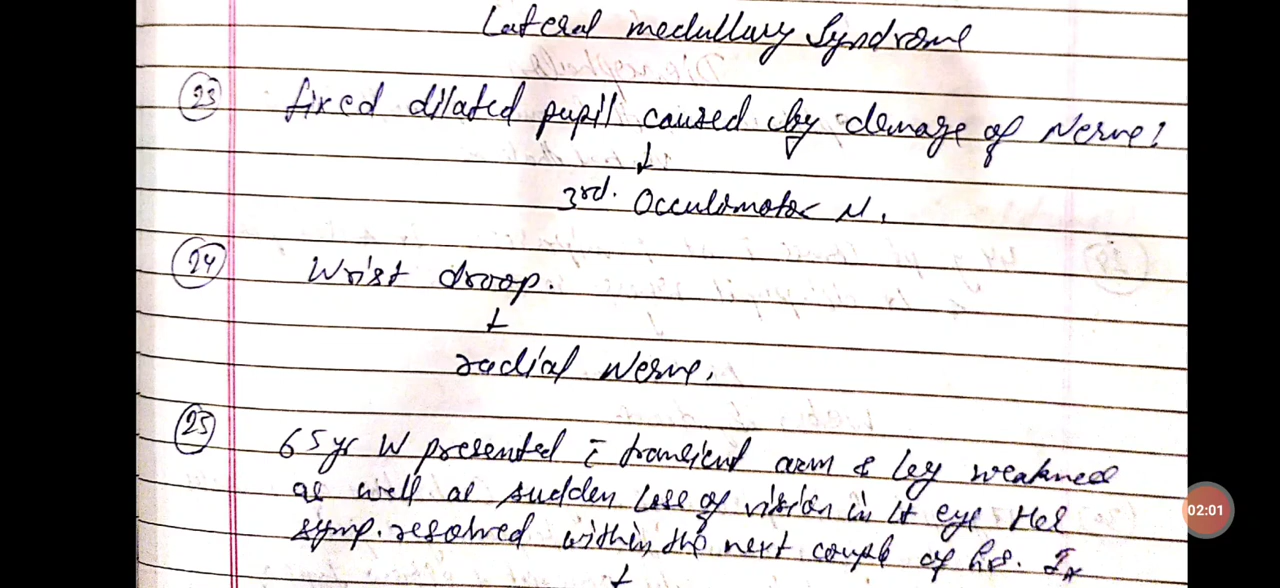 Lateral medullary Syndrome
23 fixed dilated pupil caused by damage of Nerve?
↓
3rd. Occulomotor N.
24 Wrist droop.
↓
radial Nerve.
25 65yr W presented c̄ transient arm & leg weakness
as well as sudden loss of vision in Lt eye Her
symp. resolved within the next couple of hrs. Ix
↓
02:01